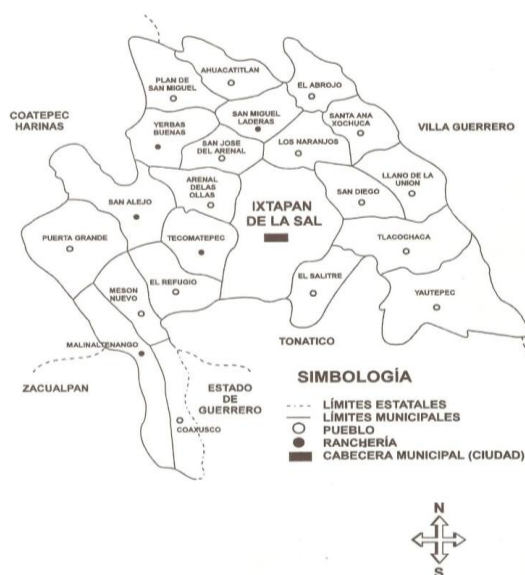 AHUACATITLAN
PLAN DE
SAN MIGUEL
EL ABROJO
COATEPEC
HARINAS
YERBAS
BUENAS
SAN MIGUEL
LADERAS
SANTA ANA
XOCHUCA
VILLA GUERRERO
SAN JOSE
DEL ARENAL
LOS NARANJOS
ARENAL
DELAS
OLLAS
LLANO DE LA
UNION
SAN DIEGO
IXTAPAN
DE LA SAL
SAN ALEJO
PUERTA GRANDE
TECOMATEPEC
TLACOCHACA
MESON
NUEVO
EL REFUGIO
EL SALITRE
YAUTEPEC
MALINALTENANGO
TONATICO
ZACUALPAN
ESTADO
DE
GUERRERO
COAXUSCO
SIMBOLOGÍA
LÍMITES ESTATALES
LÍMITES MUNICIPALES
PUEBLO
RANCHERÍA
CABECERA MUNICIPAL (CIUDAD)
N
S